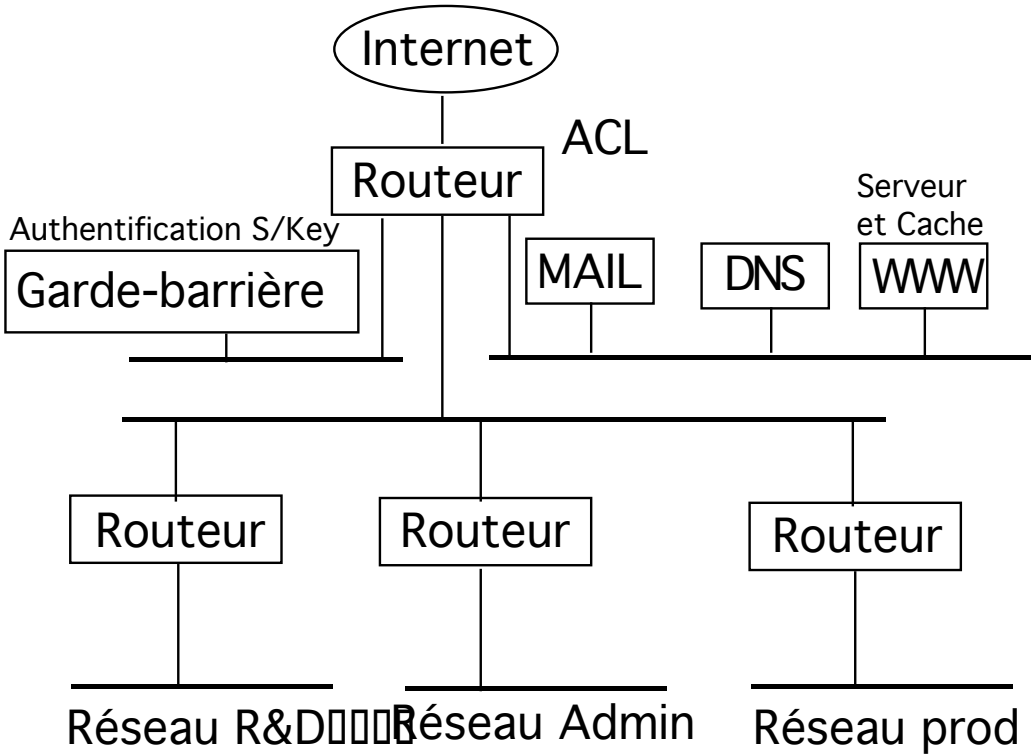 Internet
ACL
Routeur
Serveur
et Cache
Authentification S/Key
Garde-barrière
MAIL
DNS
WWW
Routeur
Routeur
Routeur
Réseau R&D
Réseau Admin
Réseau prod